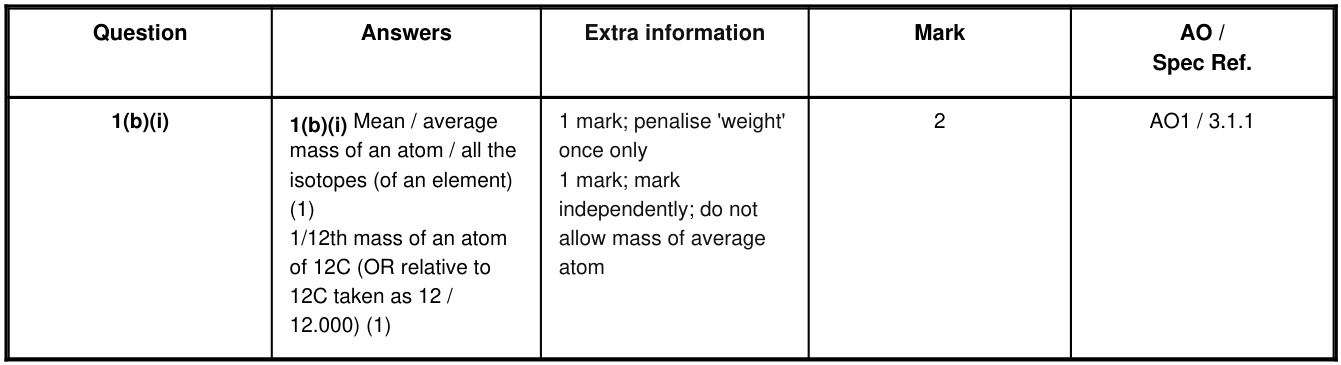 Question
Answers
Extra information
Mark
AO /
Spec Ref.
1(b)(i)
1(b)(i) Mean / average
mass of an atom / all the
isotopes (of an element)
(1)
1/12th mass of an atom
of 12C (OR relative to
12C taken as 12 /
12.000) (1)
1 mark; penalise 'weight'
once only
1 mark; mark
independently; do not
allow mass of average
atom
2
AO1 / 3.1.1